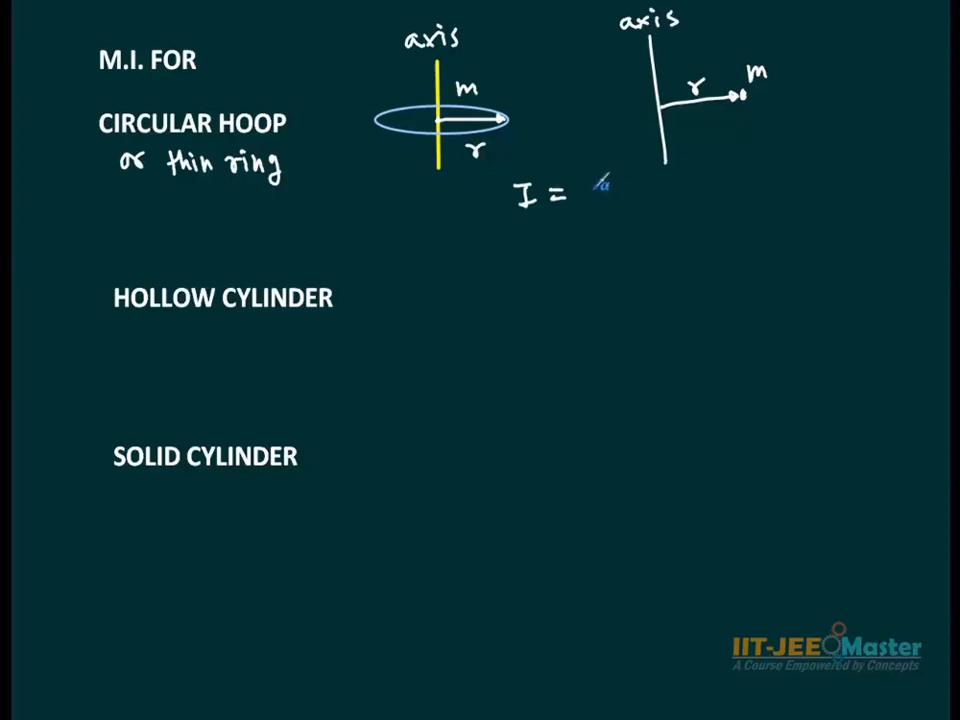 M.I. FOR
axis
axis
m
r
m
CIRCULAR HOOP
or thin ring
r
I =
HOLLOW CYLINDER
SOLID CYLINDER
IIT-JEE Master
A Course Empowered by Concepts